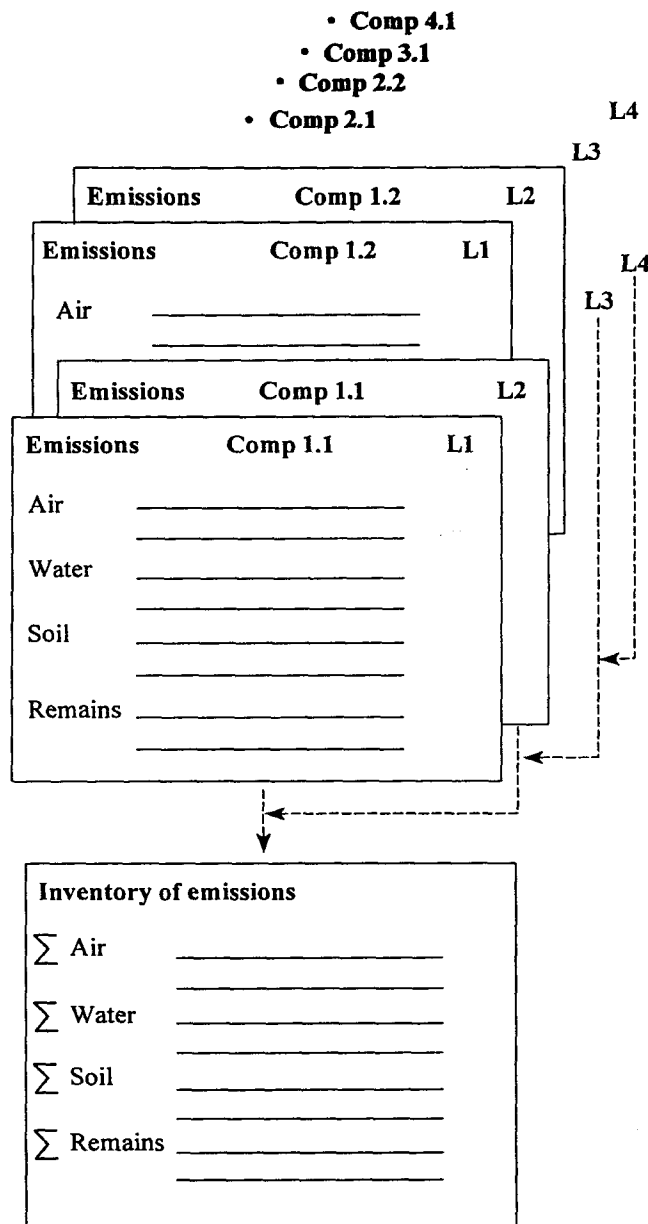 • Comp 4.1
• Comp 3.1
• Comp 2.2
• Comp 2.1
L4
L3
Emissions Comp 1.2 L2
Emissions Comp 1.2 L1
Air
L4
L3
Emissions Comp 1.1 L2
Emissions Comp 1.1 L1
Air
Water
Soil
Remains
Inventory of emissions
∑ Air
∑ Water
∑ Soil
∑ Remains